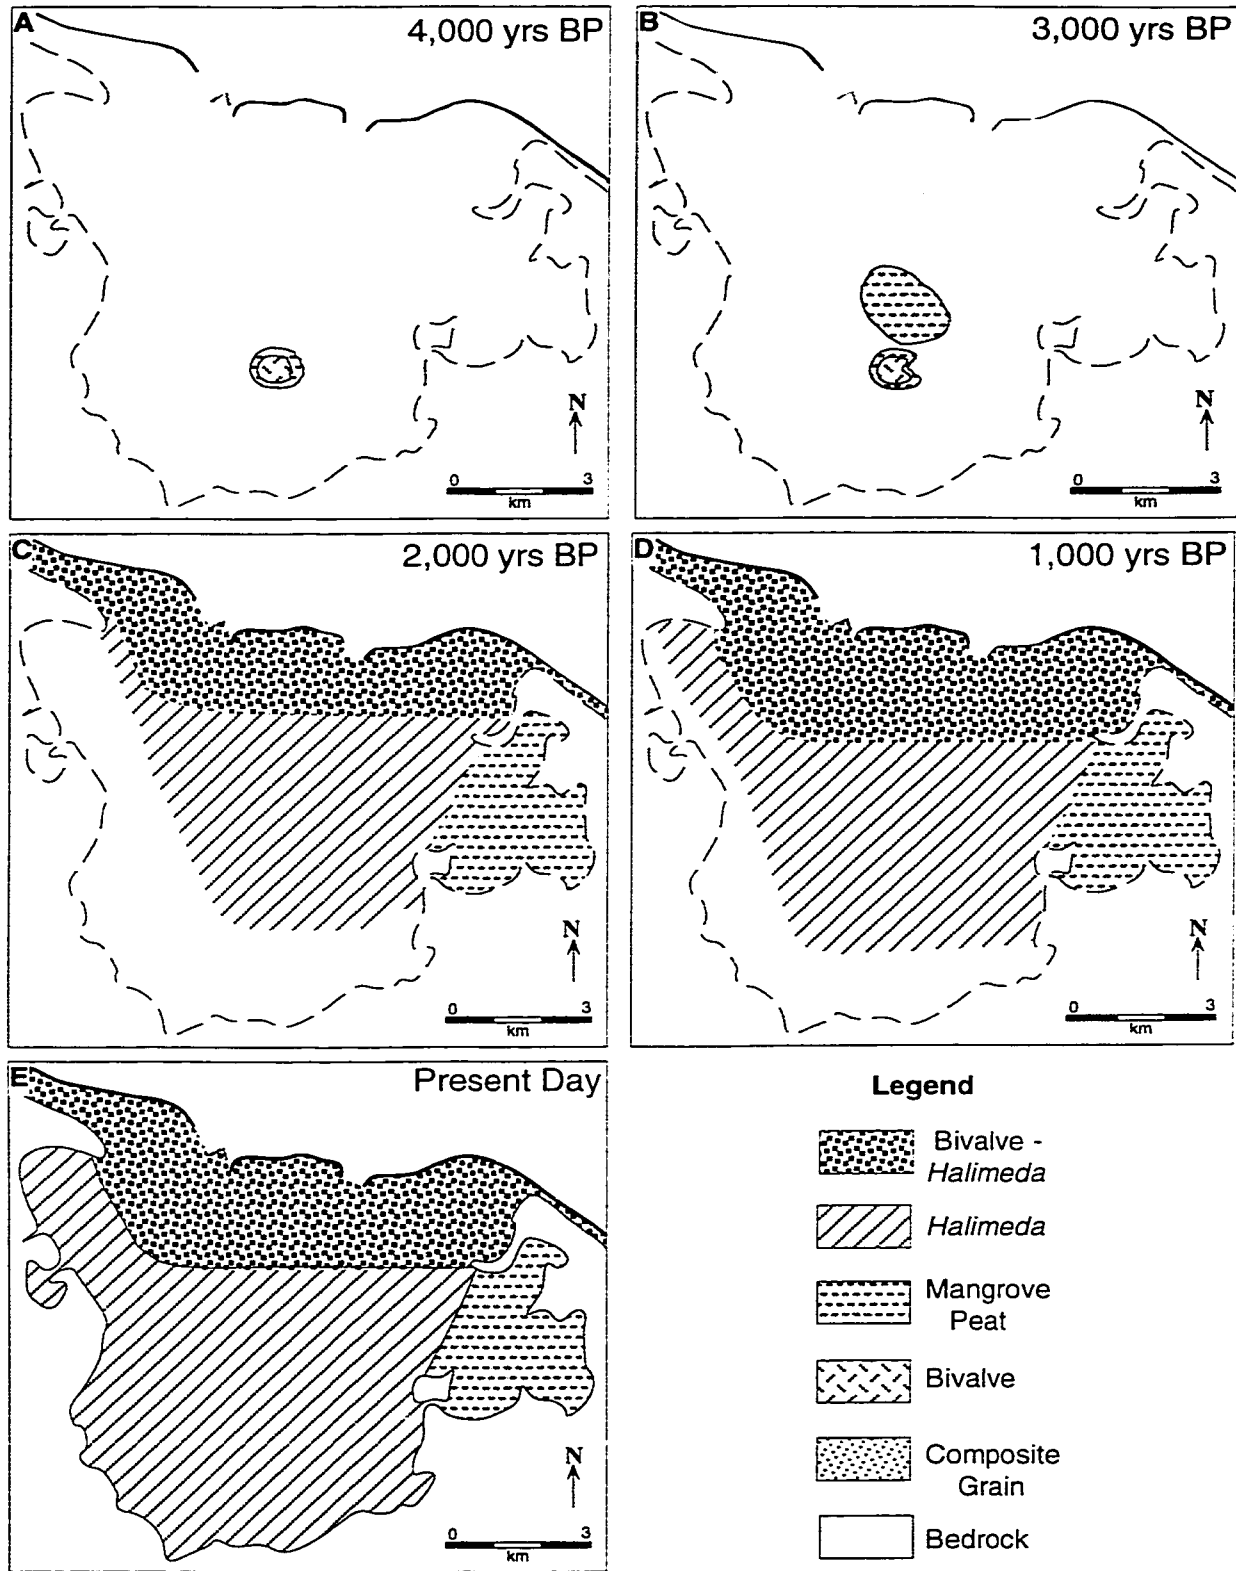 A
4,000 yrs BP
N
0 3
km
B
3,000 yrs BP
N
0 3
km
C
2,000 yrs BP
N
0 3
km
D
1,000 yrs BP
N
0 3
km
E
Present Day
N
0 3
km
Legend
Bivalve -
Halimeda
Halimeda
Mangrove
Peat
Bivalve
Composite
Grain
Bedrock